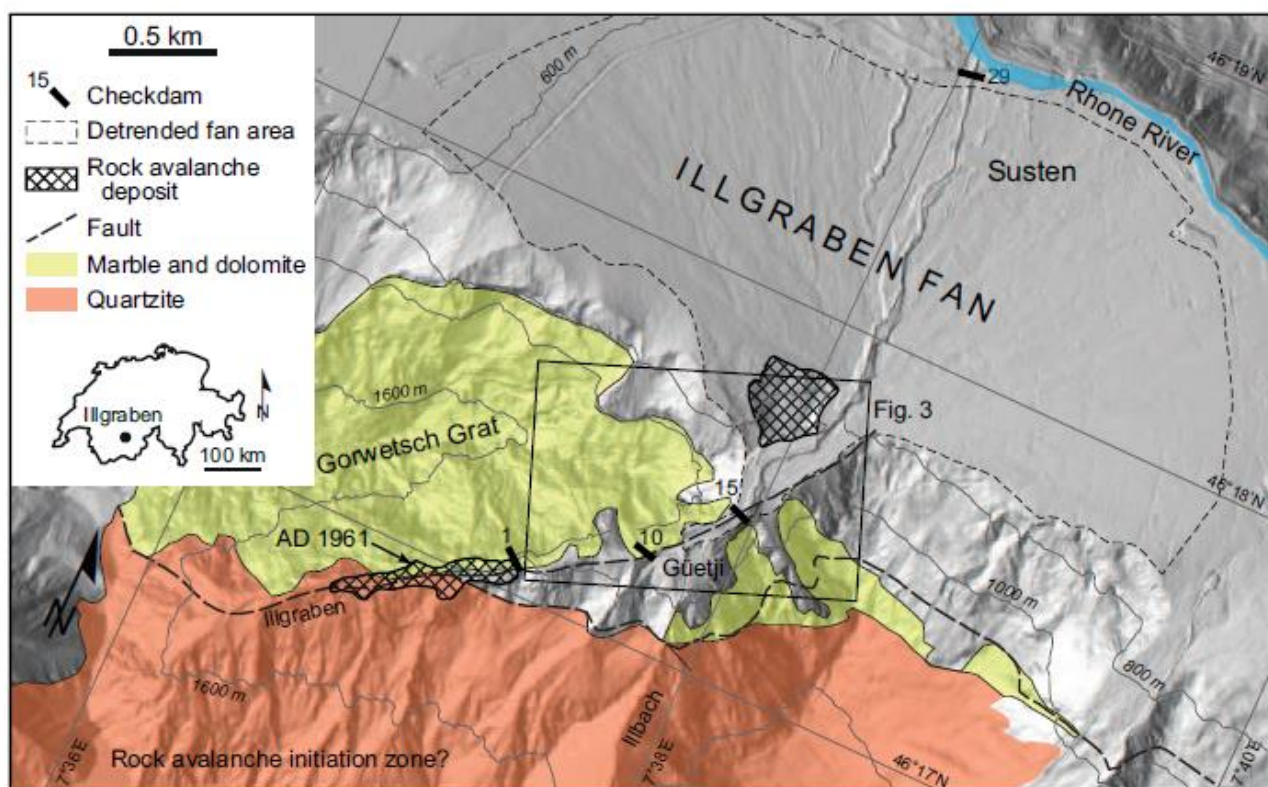 0.5 km
15
Checkdam
Detrended fan area
Rock avalanche
deposit
Fault
Marble and dolomite
Quartzite
Illgraben
N
100 km
600 m
29
46°19'N
Rhone River
Susten
ILLGRABEN FAN
1600 m
Fig. 3
Gorwetsch Grat
15
46°18'N
AD 1961
1
10
Güetji
Illgraben
1000 m
800 m
1600 m
Illbach
Rock avalanche initiation zone?
7°36'E
7°38'E
46°17'N
7°40'E